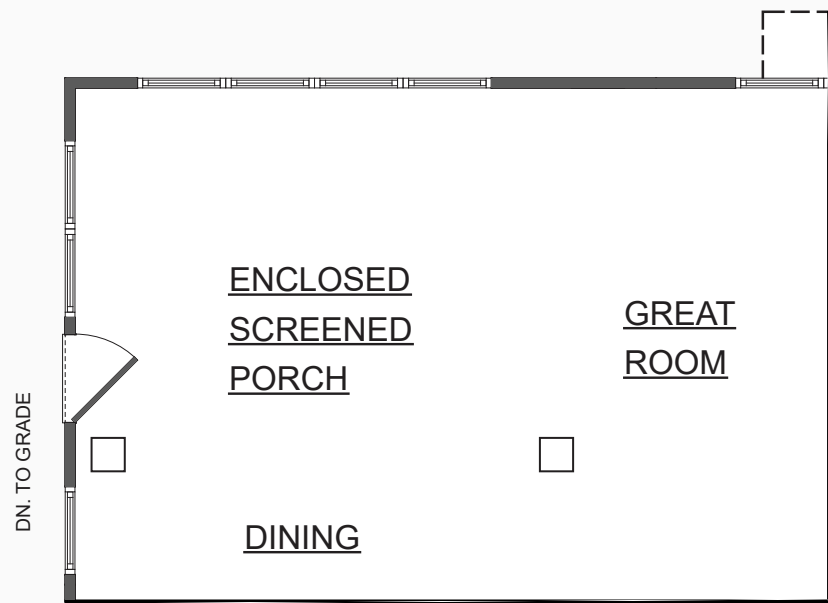 ENCLOSED
SCREENED
PORCH
GREAT
ROOM
DN. TO GRADE
DINING